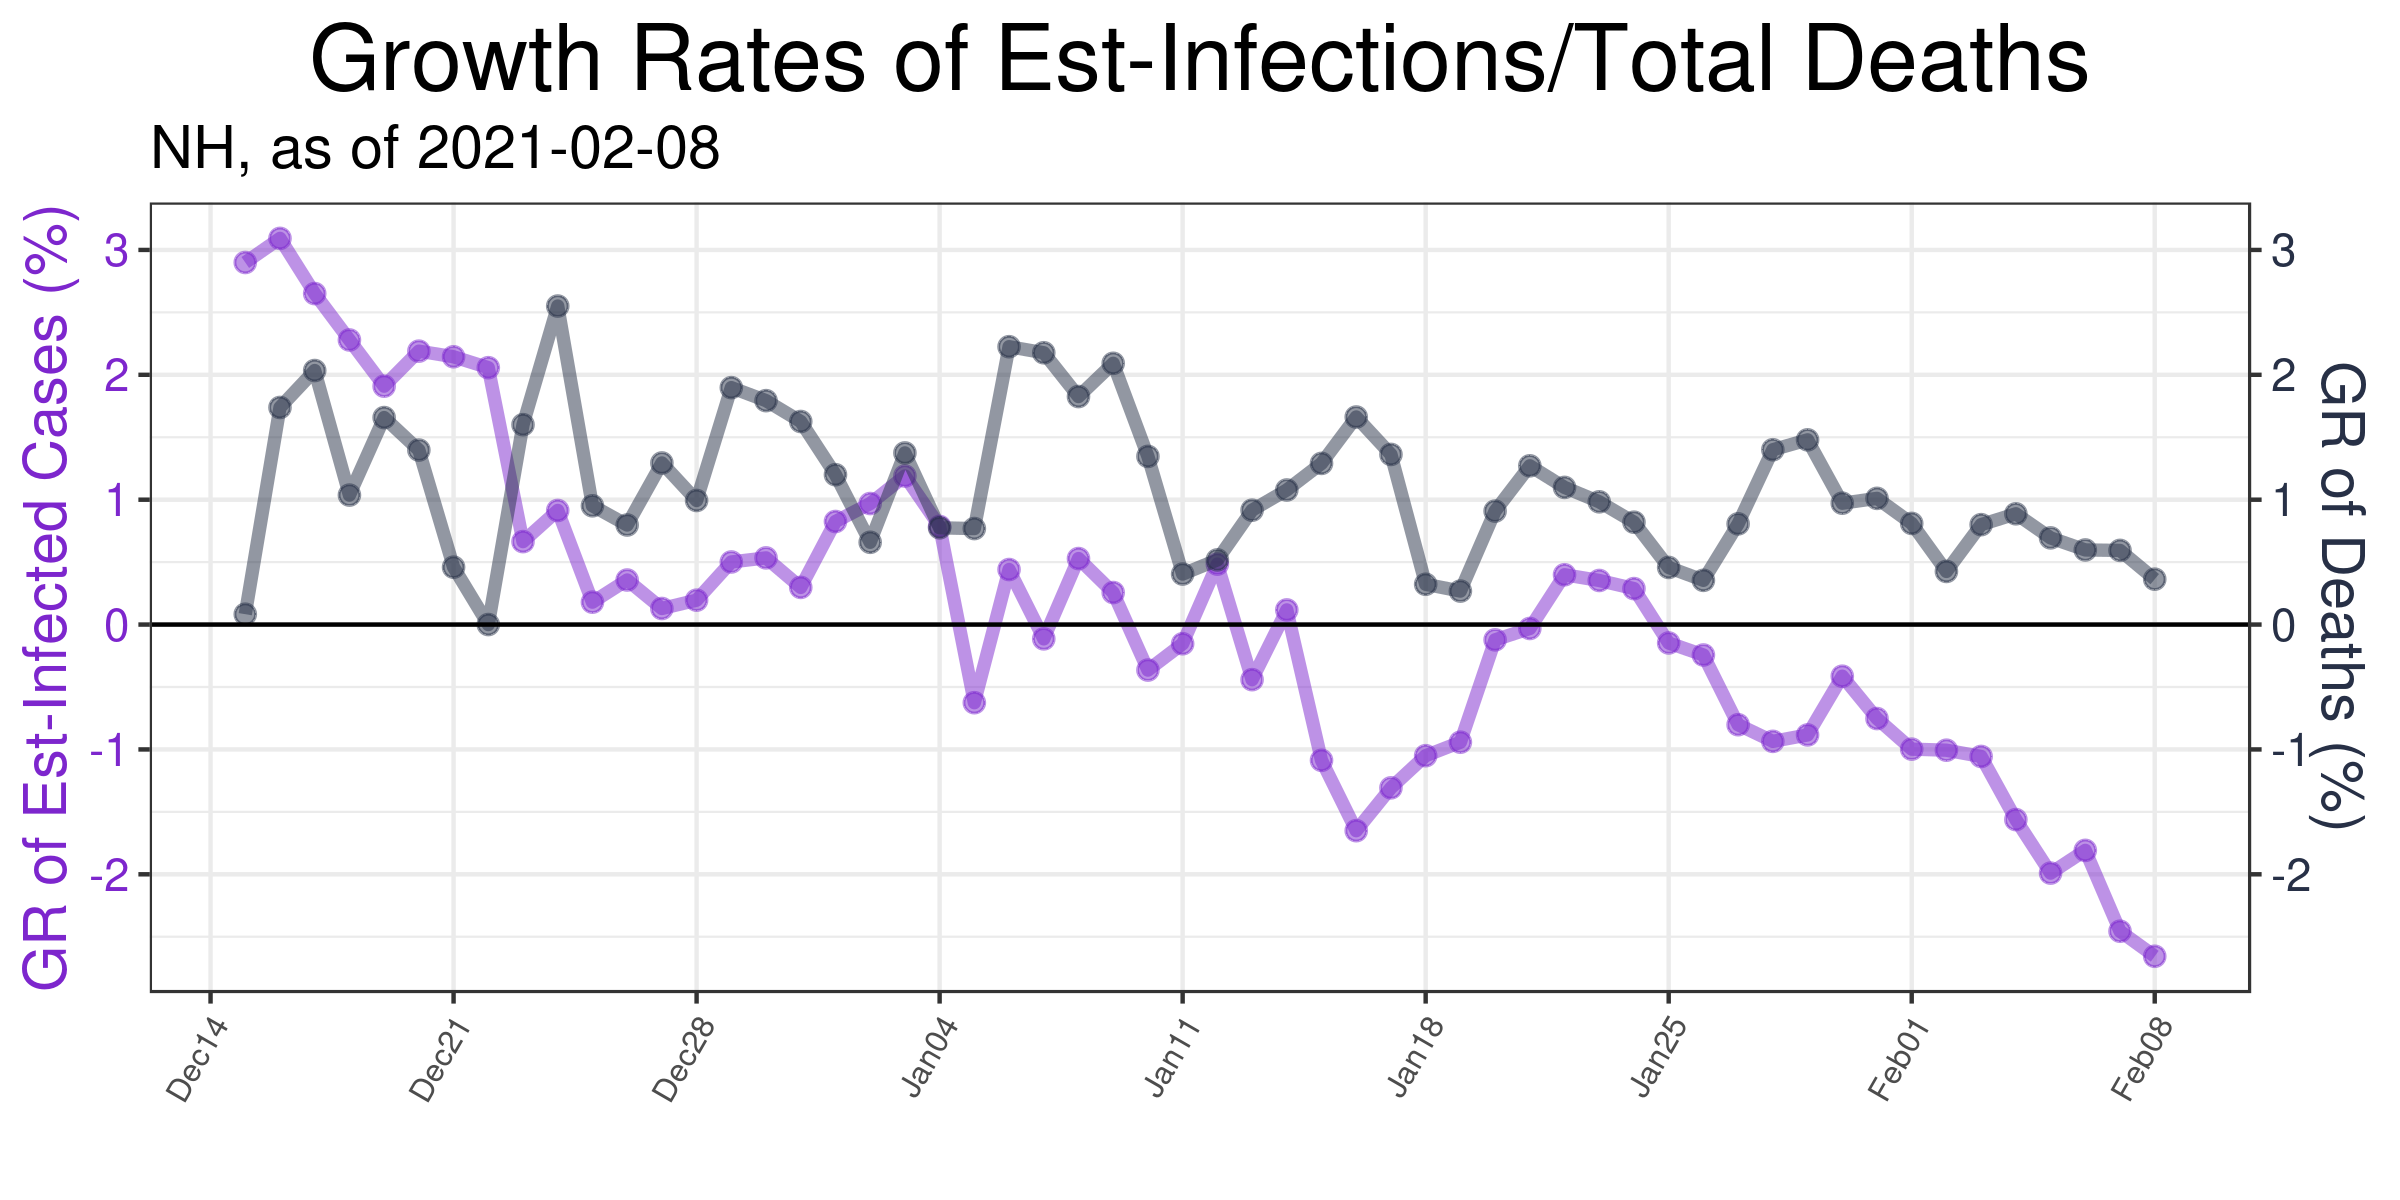 Growth Rates of Est-Infections/Total Deaths
NH, as of 2021-02-08
GR of Est-Infected Cases (%)
3
2
1
0
-1
-2
3
2
1
0
-1
-2
GR of Deaths (%)
Dec14
Dec21
Dec28
Jan04
Jan11
Jan18
Jan25
Feb01
Feb08